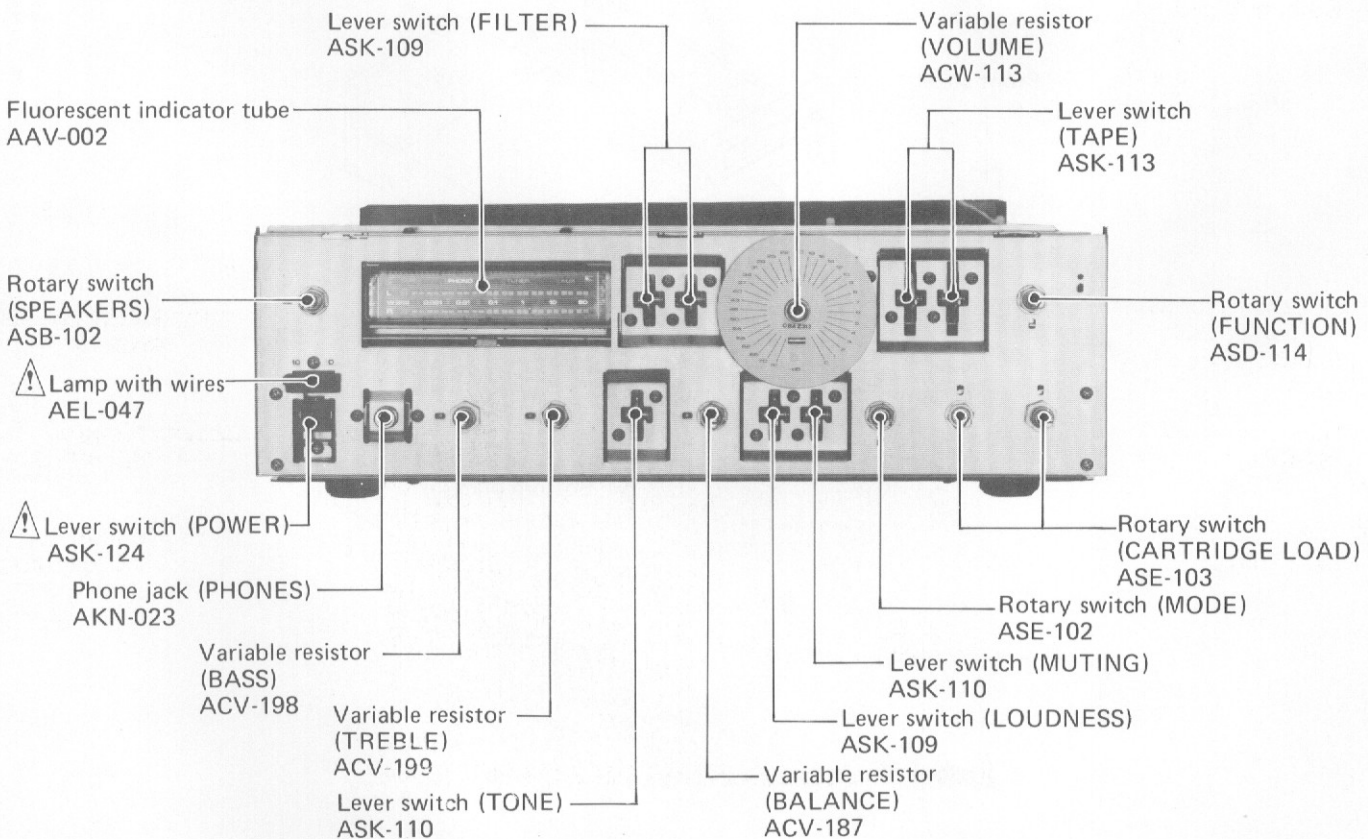 Lever switch (FILTER)
ASK-109
Variable resistor
(VOLUME)
ACW-113
Fluorescent indicator tube
AAV-002
Lever switch
(TAPE)
ASK-113
Rotary switch
(SPEAKERS)
ASB-102
Rotary switch
(FUNCTION)
ASD-114
Lamp with wires
AEL-047
Lever switch (POWER)
ASK-124
Phone jack (PHONES)
AKN-023
Variable resistor
(BASS)
ACV-198
Variable resistor
(TREBLE)
ACV-199
Lever switch (TONE)
ASK-110
Rotary switch
(CARTRIDGE LOAD)
ASE-103
Rotary switch (MODE)
ASE-102
Lever switch (MUTING)
ASK-110
Lever switch (LOUDNESS)
ASK-109
Variable resistor
(BALANCE)
ACV-187